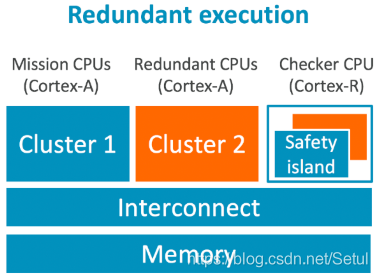 Redundant execution
Mission CPUs
(Cortex-A)
Redundant CPUs
(Cortex-A)
Checker CPU
(Cortex-R)
Cluster 1
Cluster 2
Safety
island
Interconnect
Memory
https://blog.csdn.net/Setul